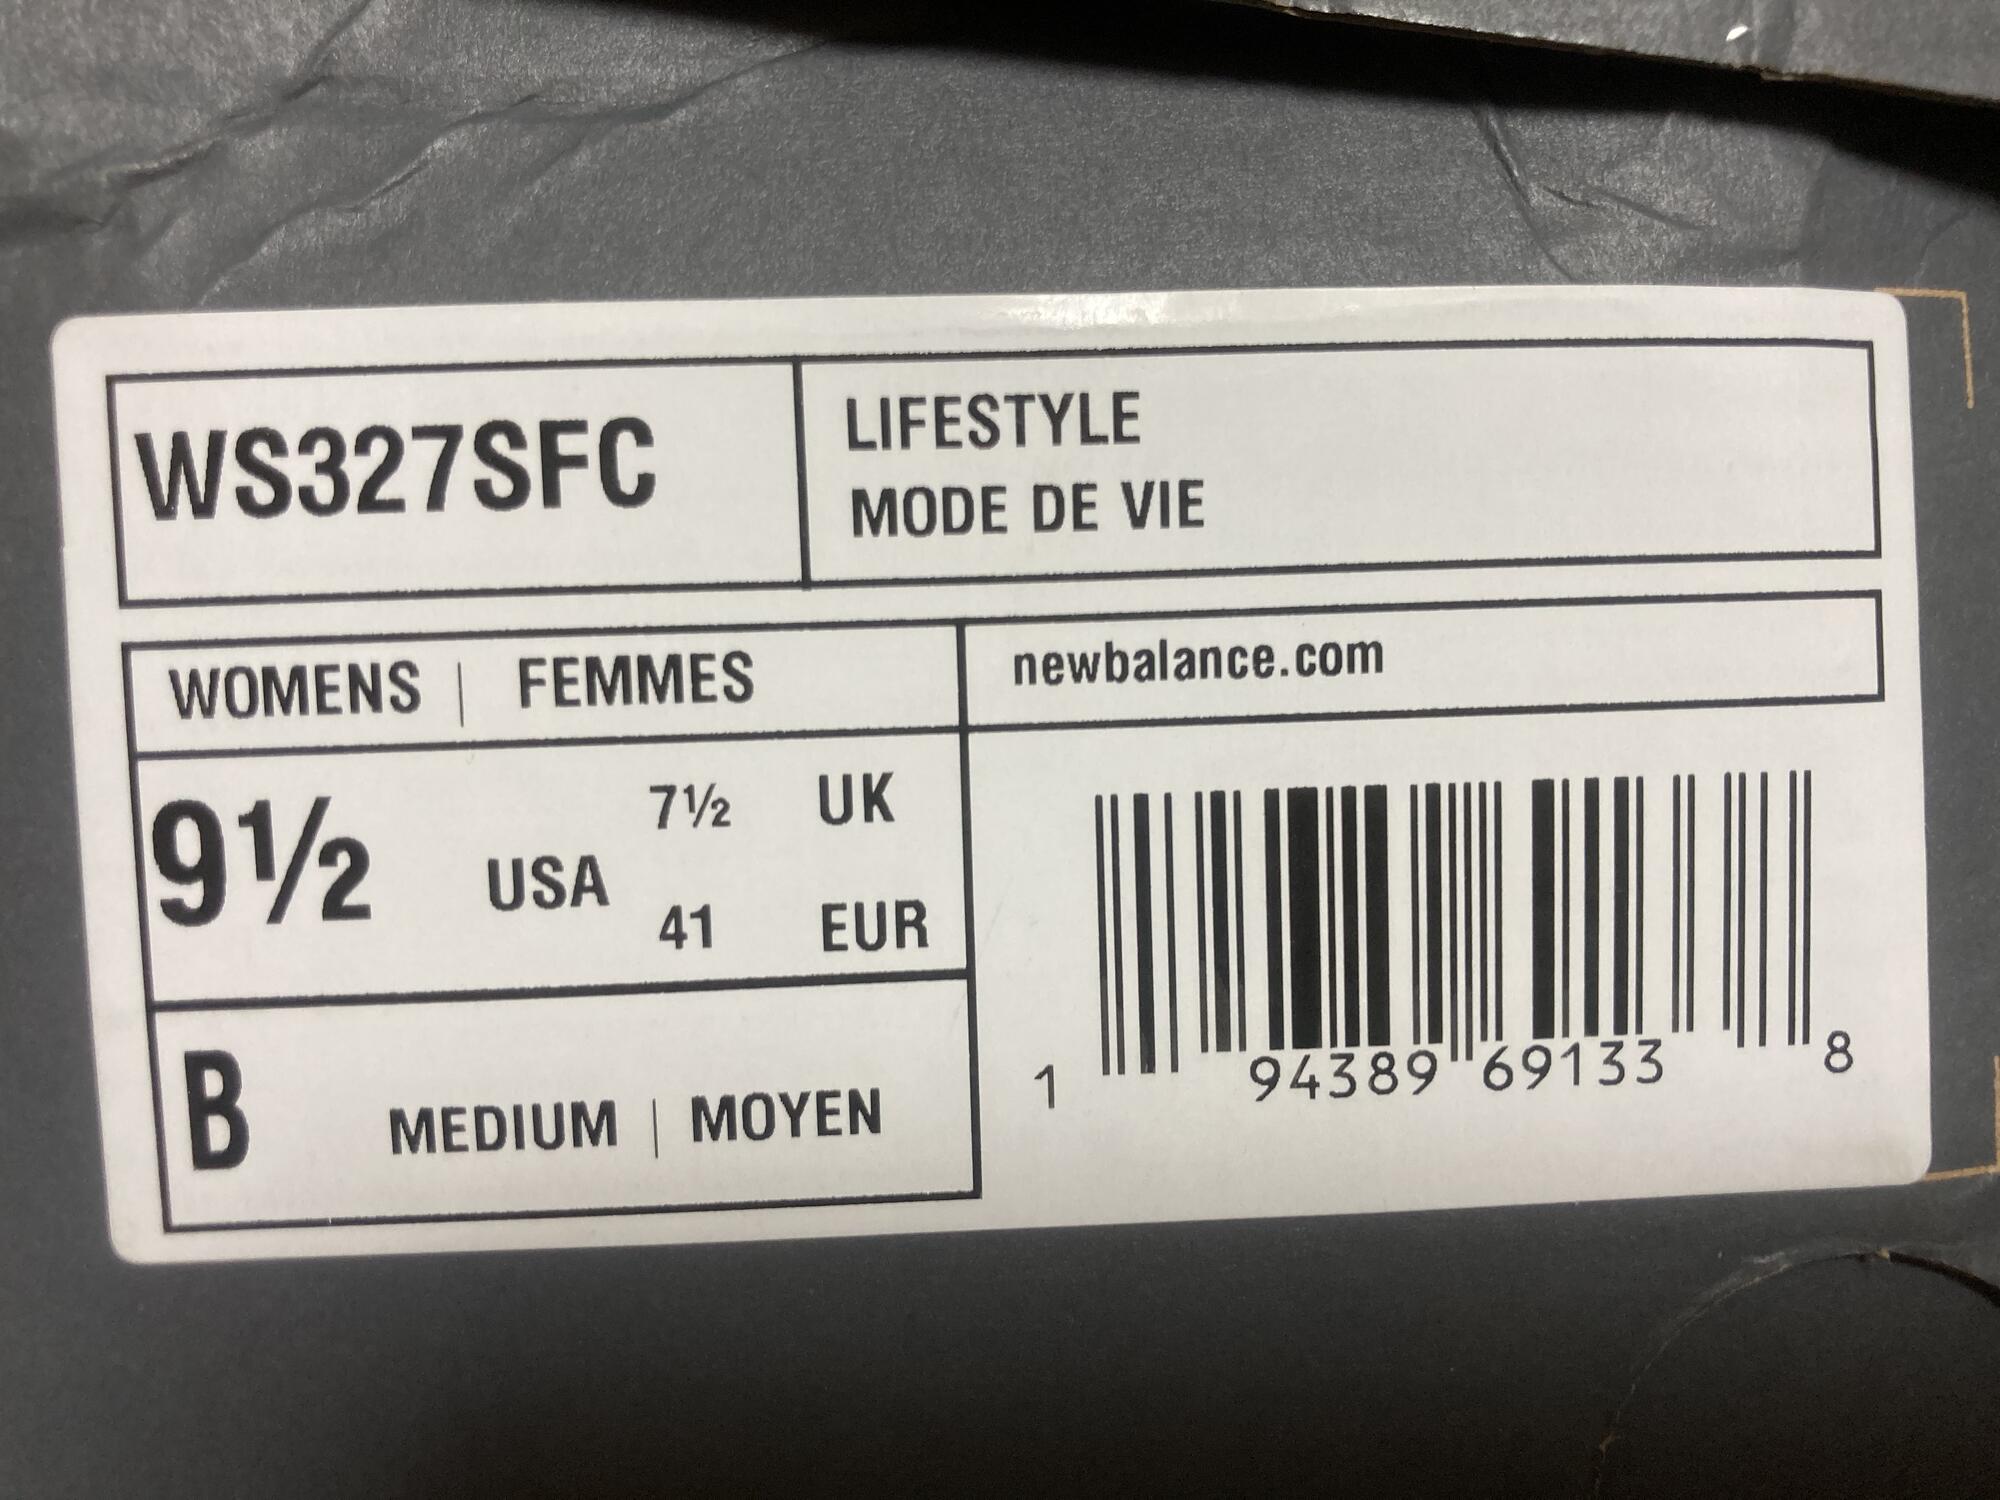 WS327SFC
LIFESTYLE
MODE DE VIE
WOMENS | FEMMES
newbalance.com
9½ USA
7½ UK
41 EUR
B MEDIUM | MOYEN
1 94389 69133 8